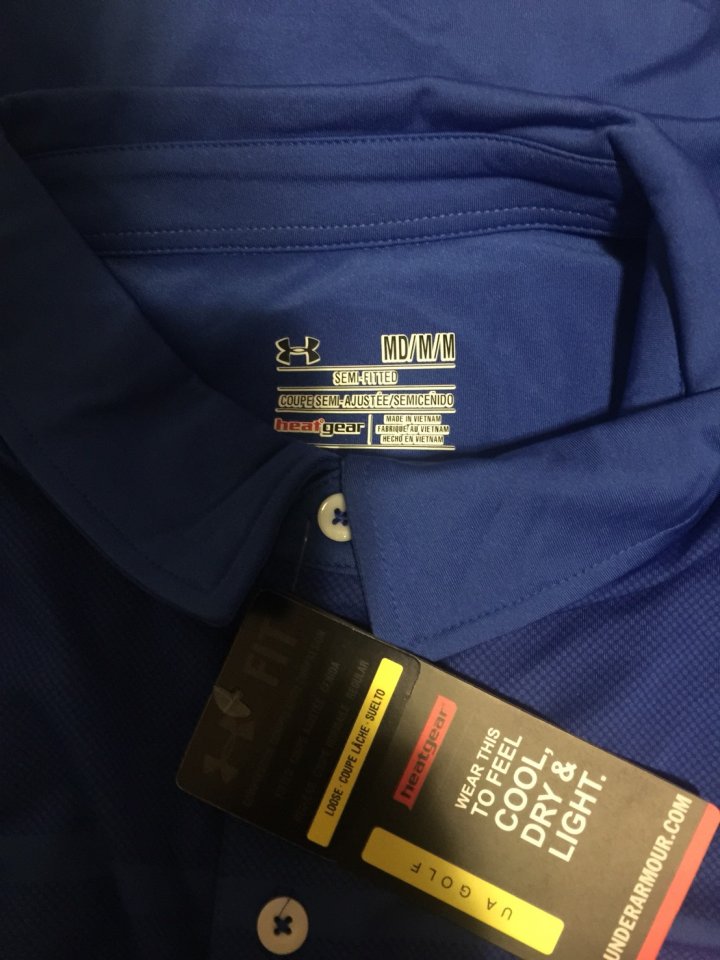 MD/M/M
SEMI-FITTED
COUPE SEMI-AJUSTÉE/SEMICEÑIDO
heatgear
MADE IN VIETNAM
FABRIQUÉ AU VIETNAM
HECHO EN VIETNAM
FIT
LOOSE · COUPE LÂCHE · SUELTO
heatgear
WEAR THIS
TO FEEL
COOL,
DRY &
LIGHT.
UA GOLF
UNDERARMOUR.COM